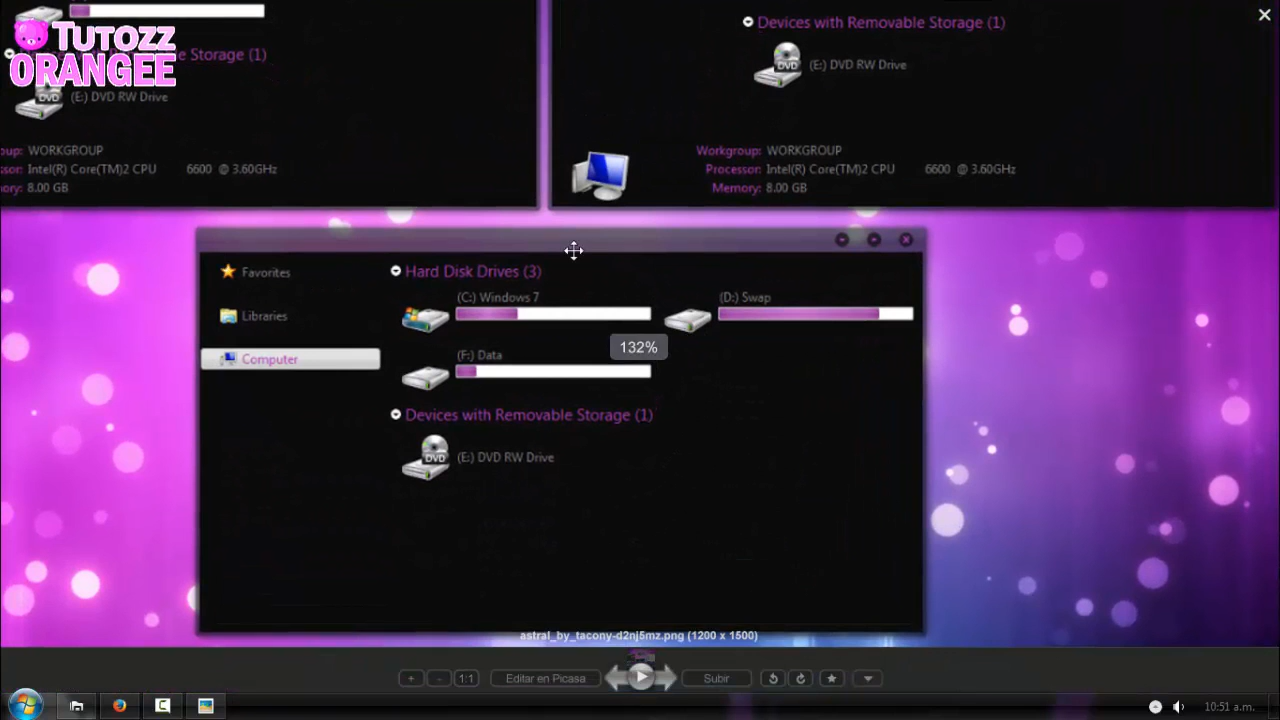 TUTOZZ
ORANGEE
Storage (1)
(E:) DVD RW Drive
WORKGROUP
Intel(R) Core(TM)2 CPU 6600 @ 3.60GHz
8.00 GB
Devices with Removable Storage (1)
(E:) DVD RW Drive
Workgroup: WORKGROUP
Processor: Intel(R) Core(TM)2 CPU 6600 @ 3.60GHz
Memory: 8.00 GB
Favorites
Libraries
Computer
Hard Disk Drives (3)
(C:) Windows 7
(D:) Swap
132%
(F:) Data
Devices with Removable Storage (1)
DVD
(E:) DVD RW Drive
astral_by_tacony-d2nj5mz.png (1200 x 1500)
1:1
Editar en Picasa
Subir
10:51 a.m.